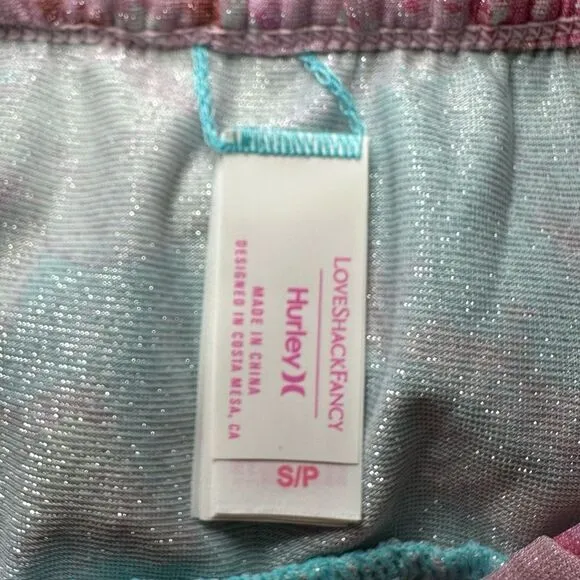 LOVESHACKFANCY
Hurley)(
MADE IN CHINA
DESIGNED IN COSTA MESA, CA
S/P